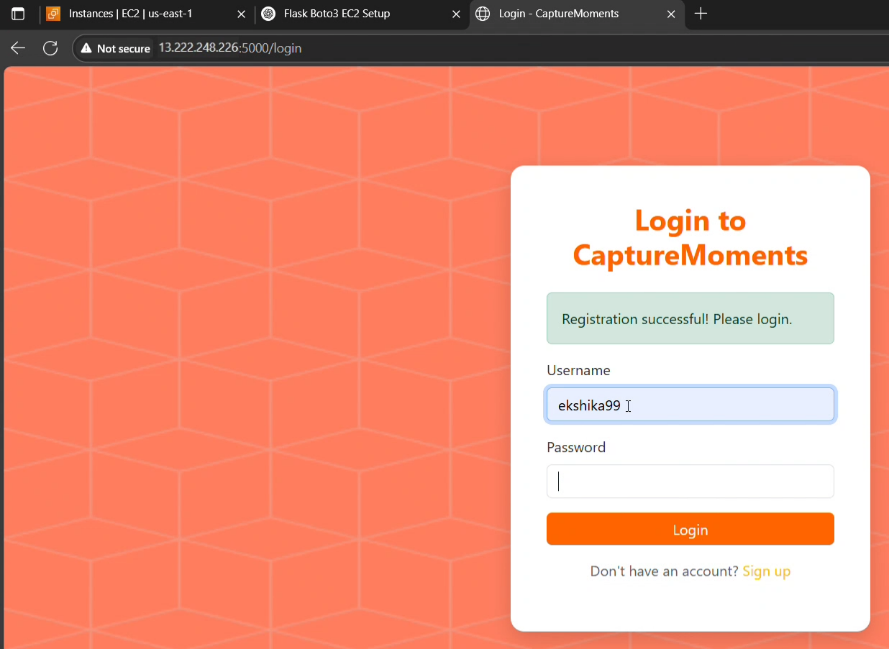 Instances | EC2 | us-east-1
Flask Boto3 EC2 Setup
Login - CaptureMoments
Not secure
13.222.248.226:5000/login
Login to
CaptureMoments
Registration successful! Please login.
Username
ekshika99
Password
Login
Don't have an account? Sign up